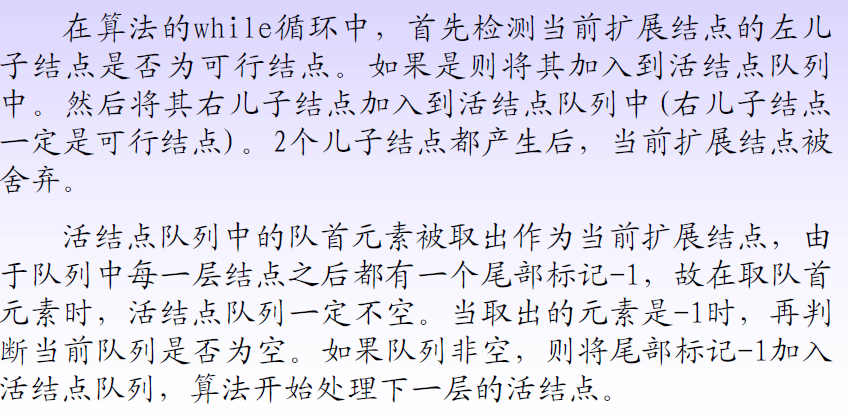 在算法的while循环中，首先检测当前扩展结点的左儿
子结点是否为可行结点。如果是则将其加入到活结点队列
中。然后将其右儿子结点加入到活结点队列中(右儿子结点
一定是可行结点)。2个儿子结点都产生后，当前扩展结点被
舍弃。
活结点队列中的队首元素被取出作为当前扩展结点，由
于队列中每一层结点之后都有一个尾部标记-1，故在取队首
元素时，活结点队列一定不空。当取出的元素是-1时，再判
断当前队列是否为空。如果队列非空，则将尾部标记-1加入
活结点队列，算法开始处理下一层的活结点。